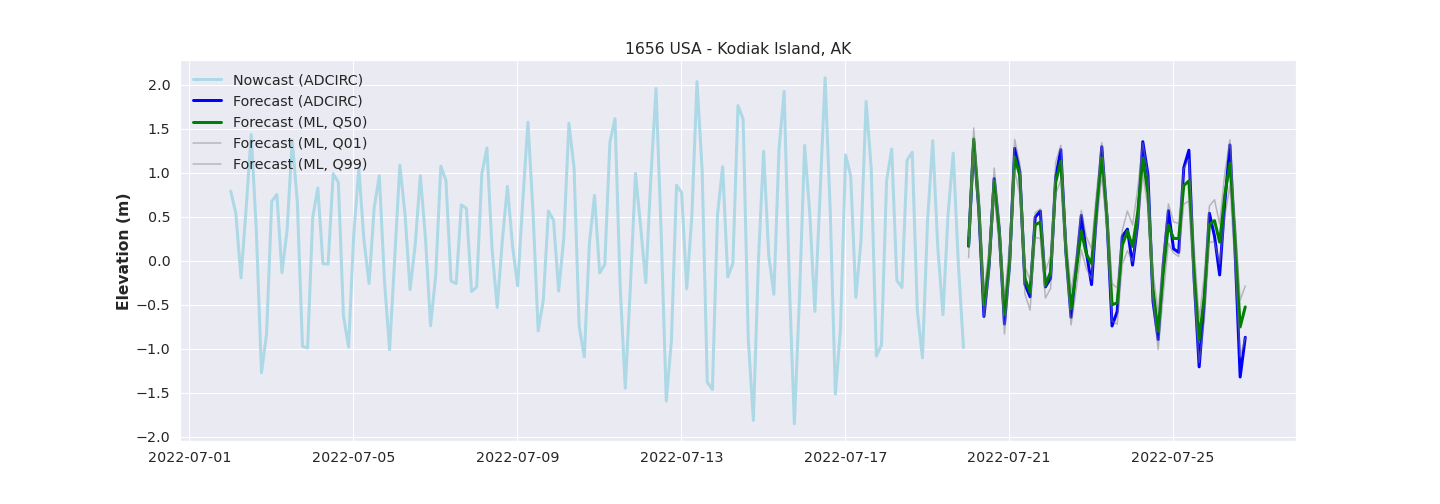 1656 USA - Kodiak Island, AK
Nowcast (ADCIRC)
Forecast (ADCIRC)
Forecast (ML, Q50)
Forecast (ML, Q01)
Forecast (ML, Q99)
Elevation (m)
2.0
1.5
1.0
0.5
0.0
−0.5
−1.0
−1.5
−2.0
2022-07-01 2022-07-05 2022-07-09 2022-07-13 2022-07-17 2022-07-21 2022-07-25